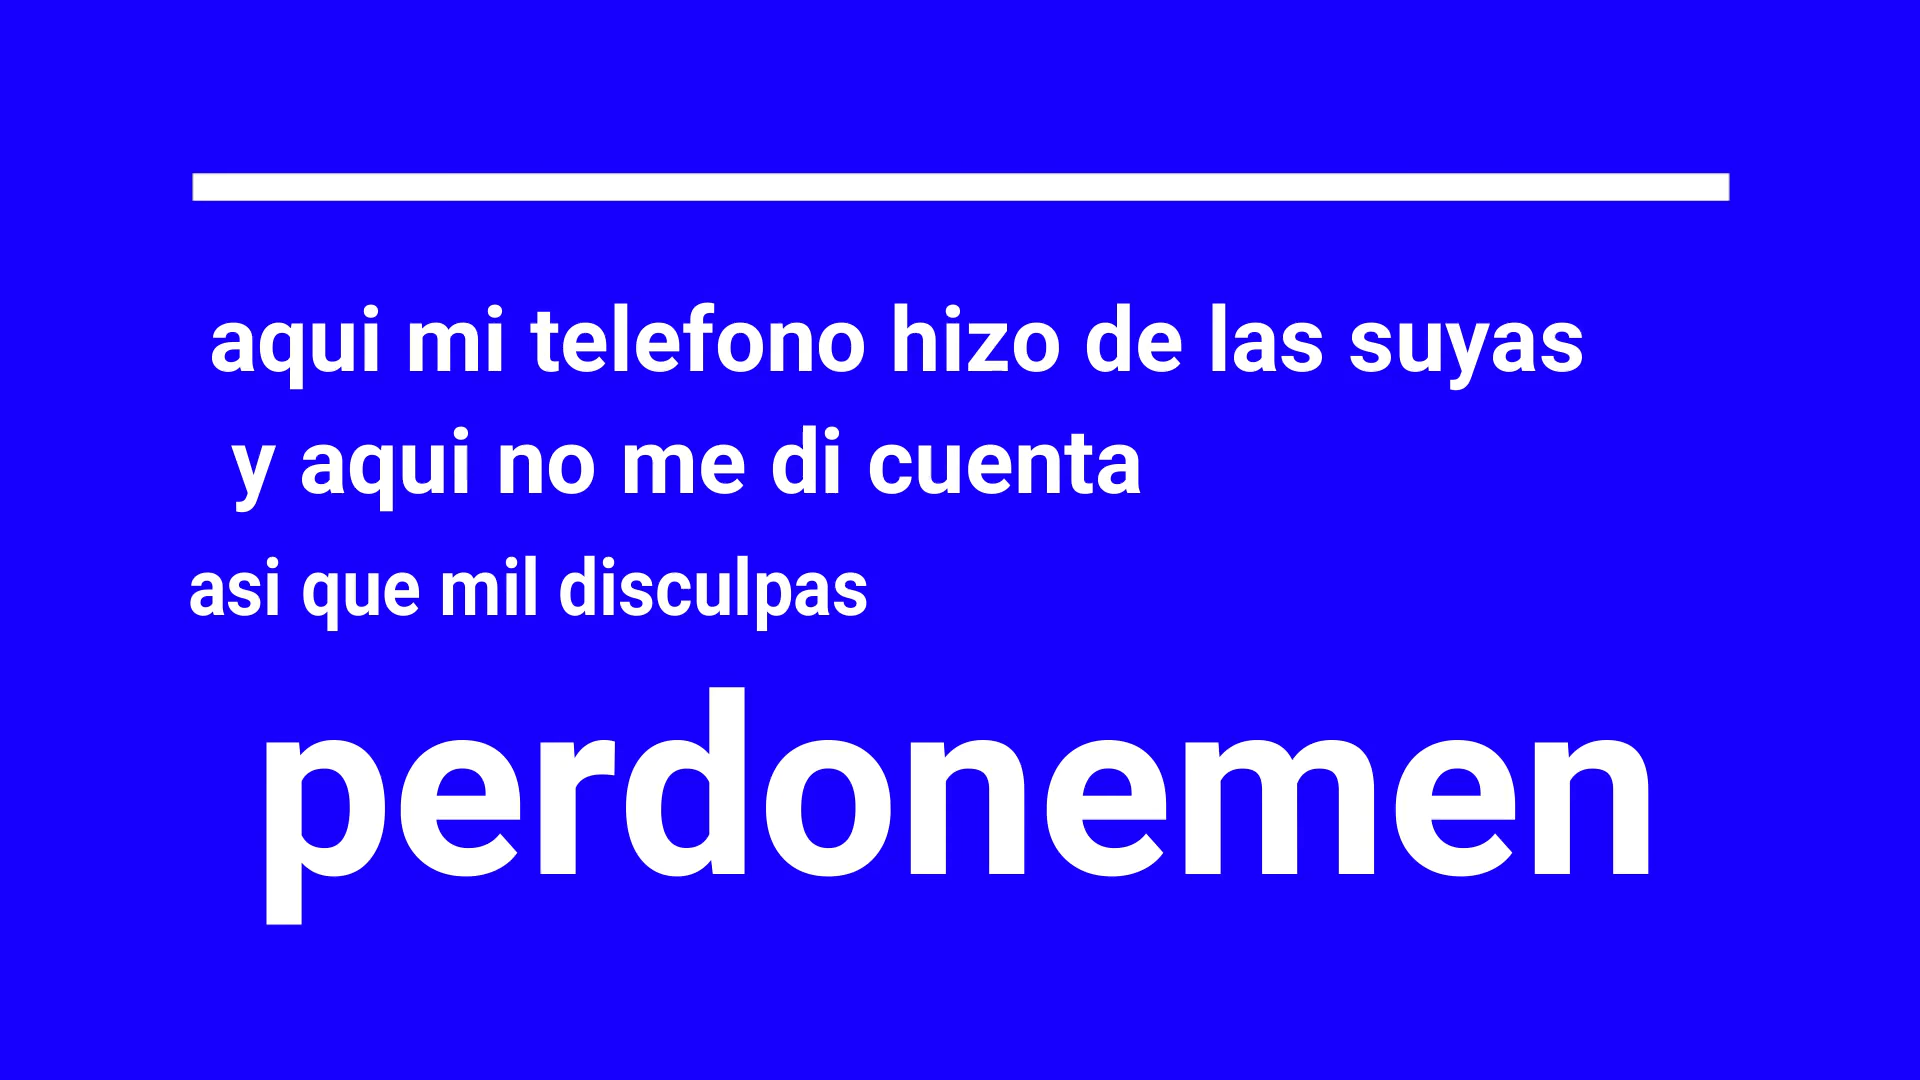 aqui mi telefono hizo de las suyas
y aqui no me di cuenta
asi que mil disculpas
perdonemen